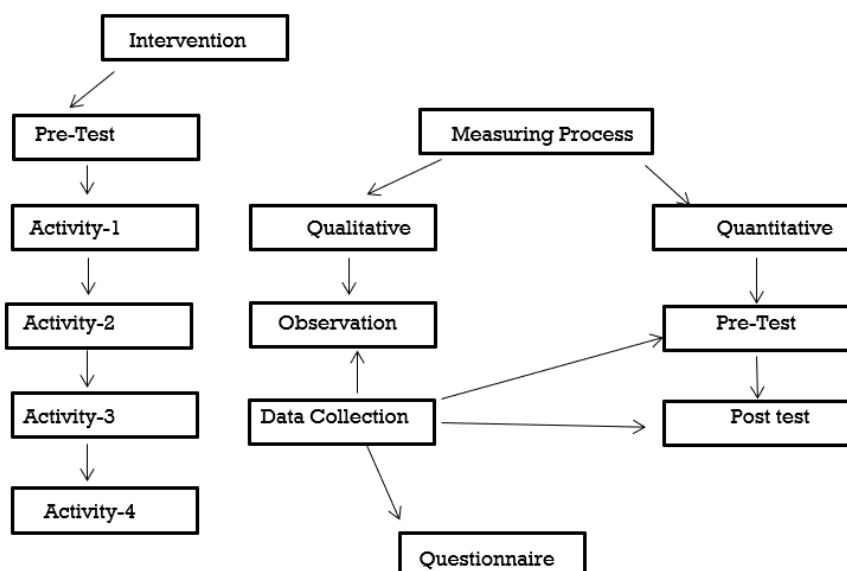 Intervention
Pre-Test
Measuring Process
Activity-1
Qualitative
Quantitative
Activity-2
Observation
Pre-Test
Activity-3
Data Collection
Post test
Activity-4
Questionnaire